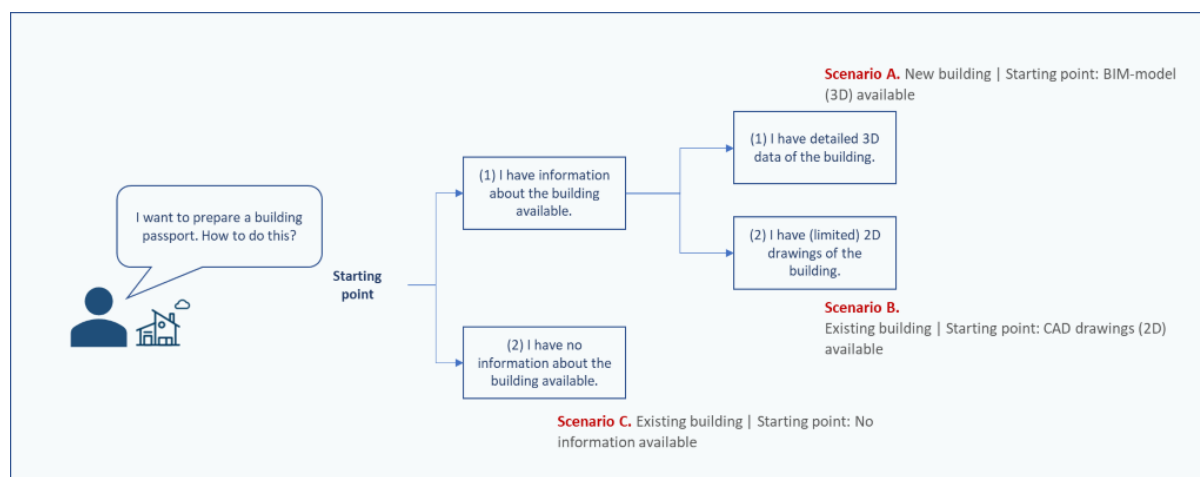 I want to prepare a building
passport. How to do this?
Starting
point
(1) I have information
about the building
available.
(2) I have no
information about the
building available.
Scenario C. Existing building | Starting point: No
information available
Scenario A. New building | Starting point: BIM-model
(3D) available
(1) I have detailed 3D
data of the building.
(2) I have (limited) 2D
drawings of the
building.
Scenario B.
Existing building | Starting point: CAD drawings (2D)
available